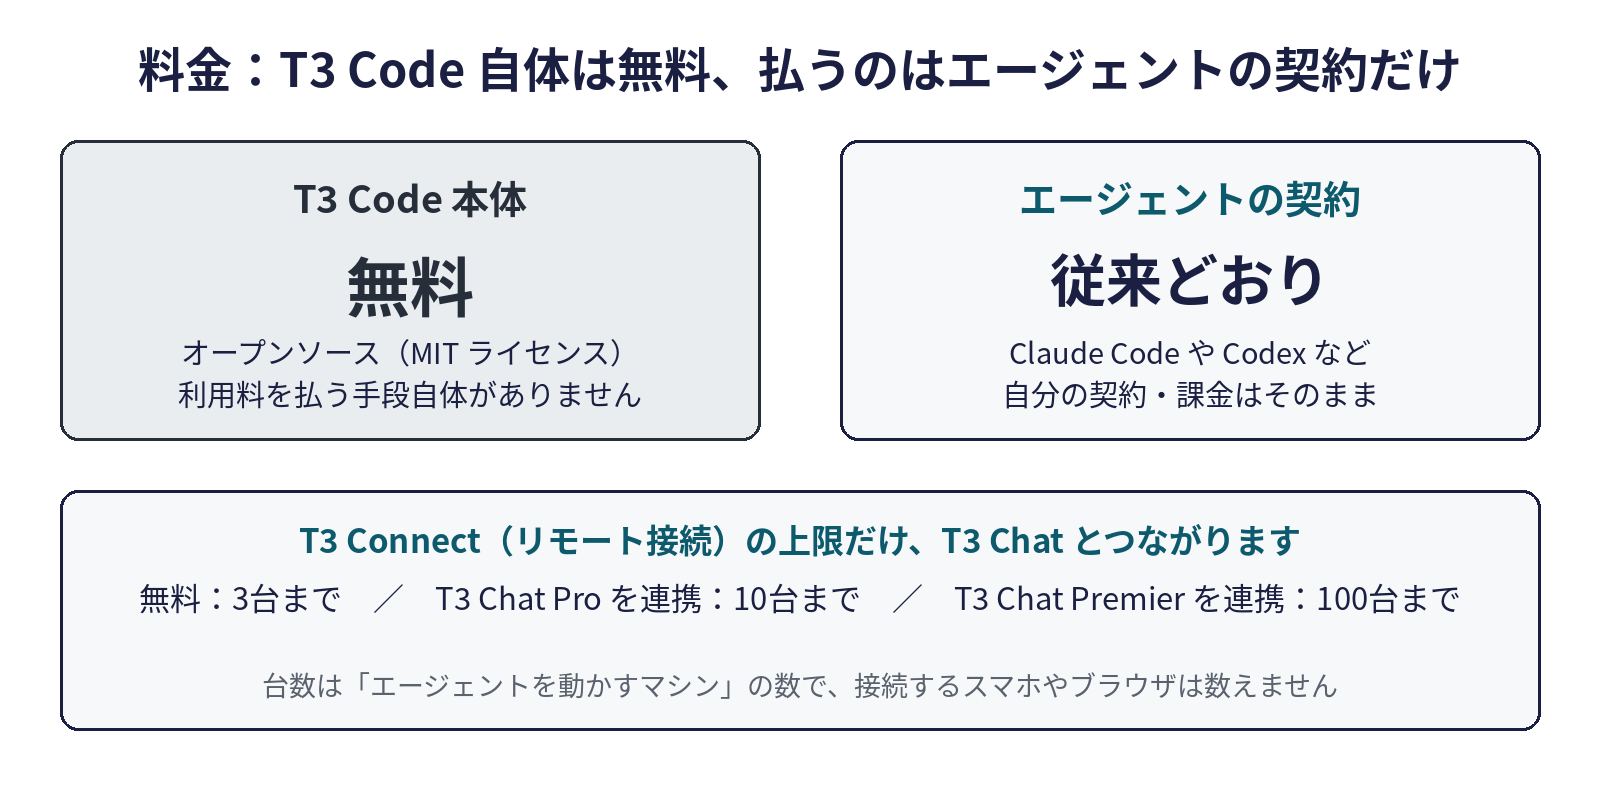 料金：T3 Code 自体は無料、払うのはエージェントの契約だけ
T3 Code 本体
無料
オープンソース（MIT ライセンス）
利用料を払う手段自体がありません
エージェントの契約
従来どおり
Claude Code や Codex など
自分の契約・課金はそのまま
T3 Connect（リモート接続）の上限だけ、T3 Chat とつながります
無料：3台まで　／　T3 Chat Pro を連携：10台まで　／　T3 Chat Premier を連携：100台まで
台数は「エージェントを動かすマシン」の数で、接続するスマホやブラウザは数えません